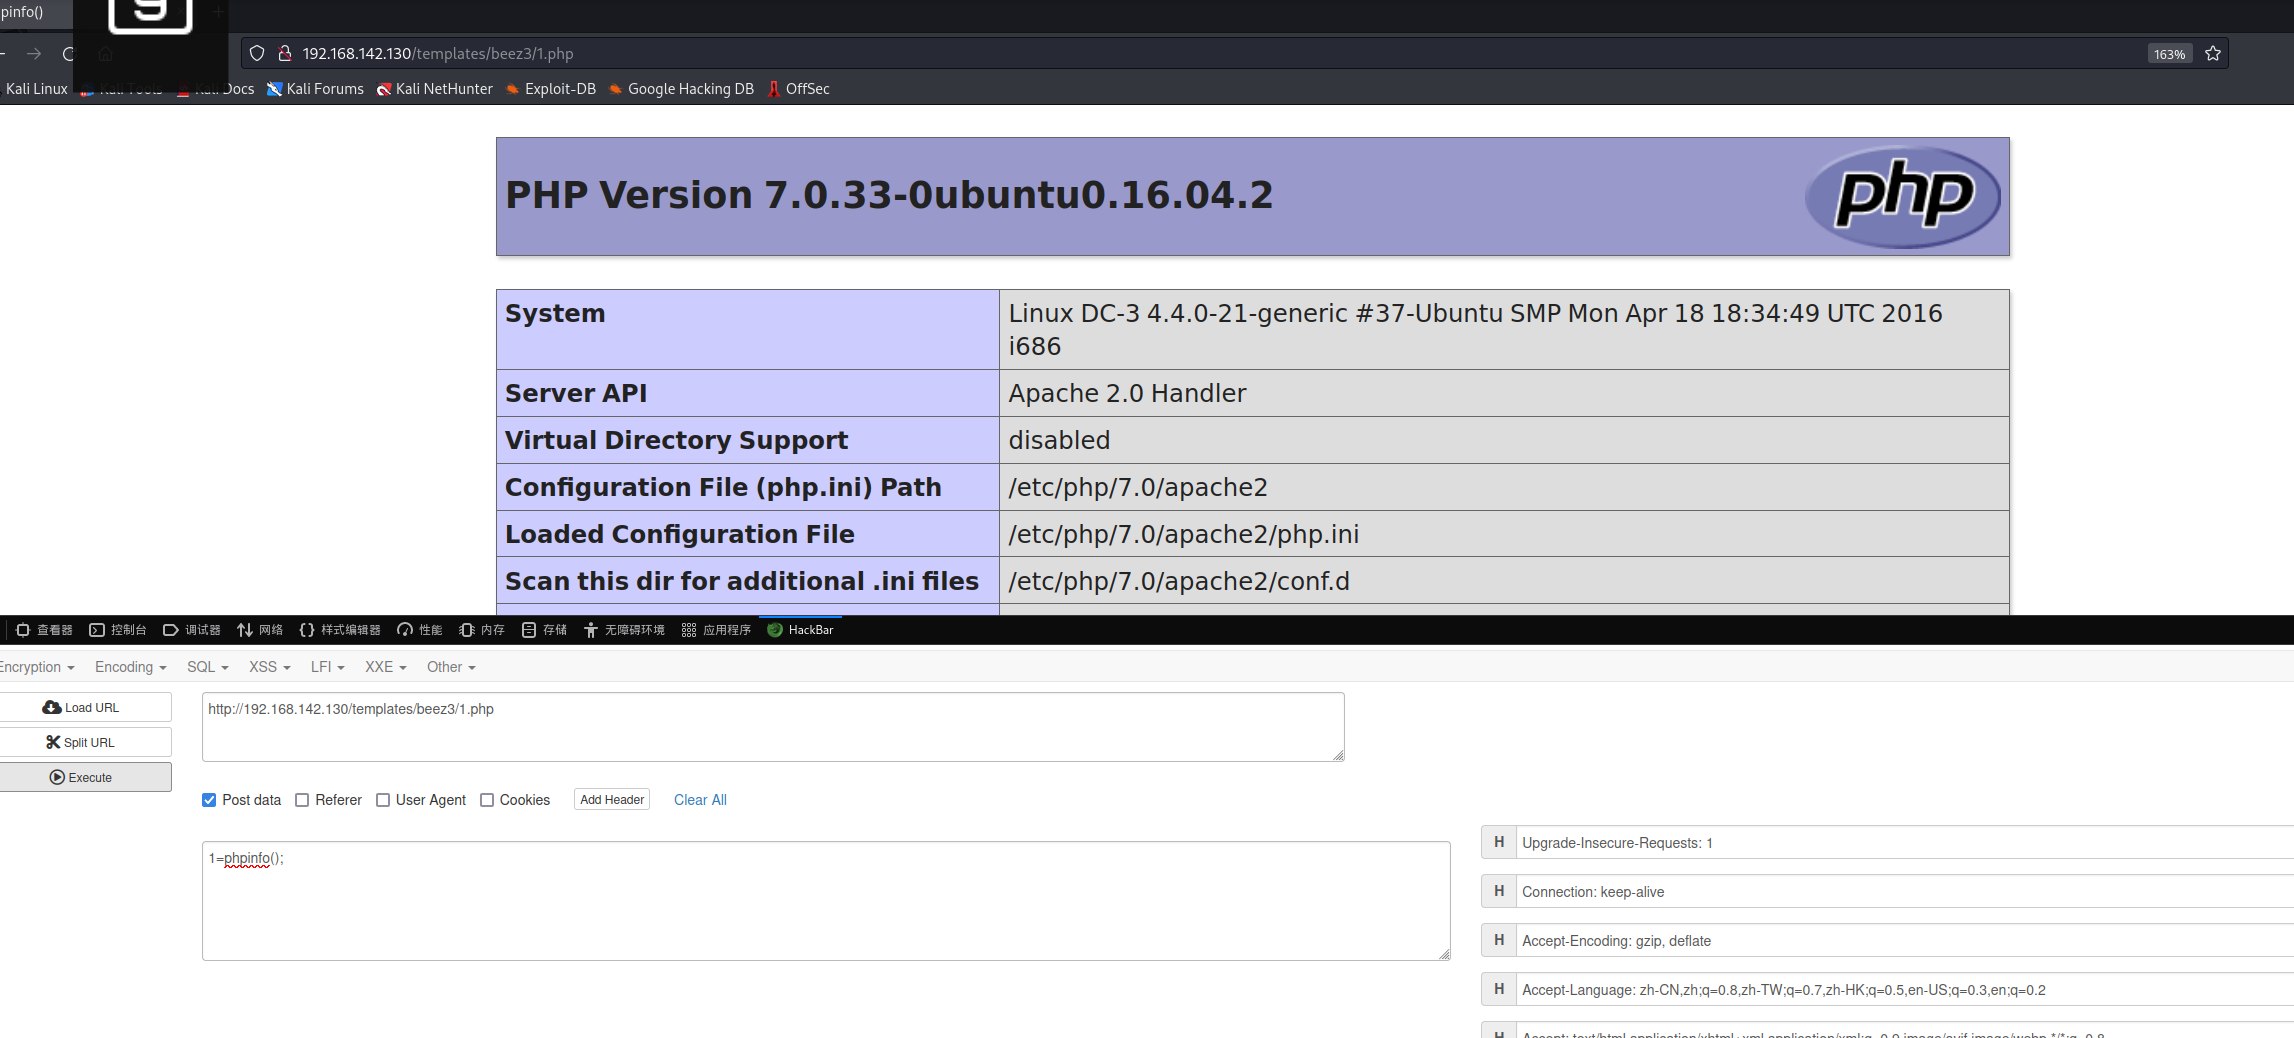 pinfo()
192.168.142.130/templates/beez3/1.php
163%
Kali Linux
Kali Tools
Kali Docs
Kali Forums
Kali NetHunter
Exploit-DB
Google Hacking DB
OffSec
PHP Version 7.0.33-0ubuntu0.16.04.2
php
System
Linux DC-3 4.4.0-21-generic #37-Ubuntu SMP Mon Apr 18 18:34:49 UTC 2016
i686
Server API
Apache 2.0 Handler
Virtual Directory Support
disabled
Configuration File (php.ini) Path
/etc/php/7.0/apache2
Loaded Configuration File
/etc/php/7.0/apache2/php.ini
Scan this dir for additional .ini files
/etc/php/7.0/apache2/conf.d
查看器
控制台
调试器
网络
样式编辑器
性能
内存
存储
无障碍环境
应用程序
HackBar
Encryption
Encoding
SQL
XSS
LFI
XXE
Other
Load URL
Split URL
Execute
http://192.168.142.130/templates/beez3/1.php
Post data
Referer
User Agent
Cookies
Add Header
Clear All
1=phpinfo();
H
Upgrade-Insecure-Requests: 1
H
Connection: keep-alive
H
Accept-Encoding: gzip, deflate
H
Accept-Language: zh-CN,zh;q=0.8,zh-TW;q=0.7,zh-HK;q=0.5,en-US;q=0.3,en;q=0.2
H